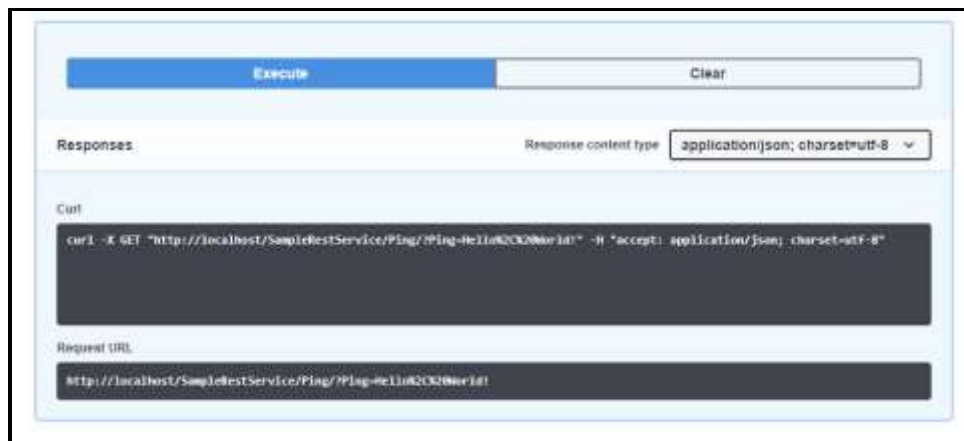 Execute
Clear
Responses
Response content type
application/json; charset=utf-8
Curl
curl -X GET "http://localhost/SampleRestService/Ping/?Ping=Hello%2C%20World!" -H "accept: application/json; charset=utf-8"
Request URL
http://localhost/SampleRestService/Ping/?Ping=Hello%2C%20World!